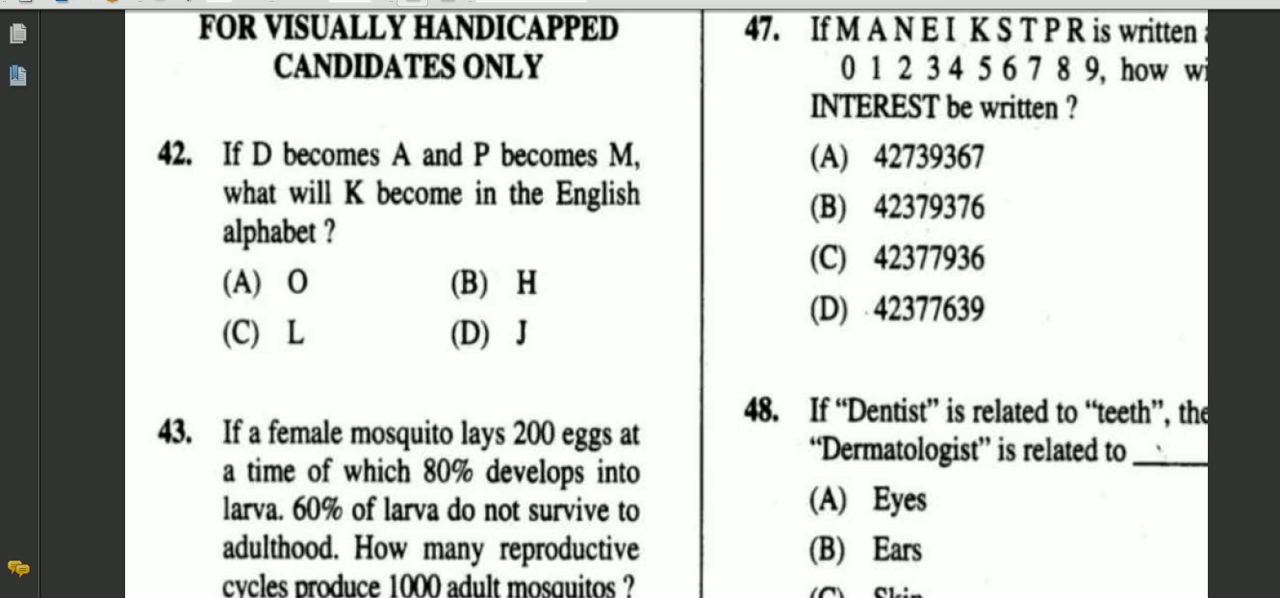 FOR VISUALLY HANDICAPPED
CANDIDATES ONLY
42. If D becomes A and P becomes M,
what will K become in the English
alphabet ?
(A) O (B) H
(C) L (D) J
43. If a female mosquito lays 200 eggs at
a time of which 80% develops into
larva. 60% of larva do not survive to
adulthood. How many reproductive
cycles produce 1000 adult mosquitos ?
47. If M A N E I K S T P R is written
0 1 2 3 4 5 6 7 8 9, how
INTEREST be written ?
(A) 42739367
(B) 42379376
(C) 42377936
(D) 42377639
48. If “Dentist” is related to “teeth”,
“Dermatologist” is related to
(A) Eyes
(B) Ears
(C) Skin